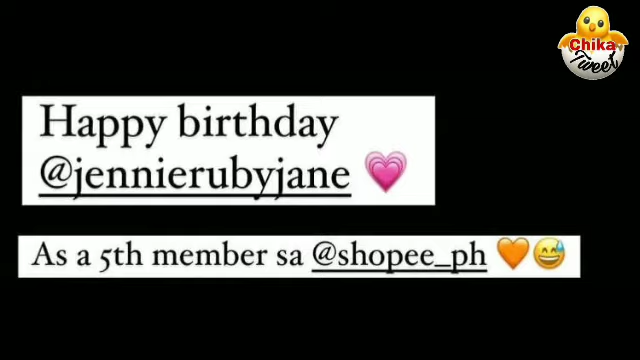 Chika
Tweet
Happy birthday
@jennierubyjane 💗
As a 5th member sa @shopee_ph 🧡😅